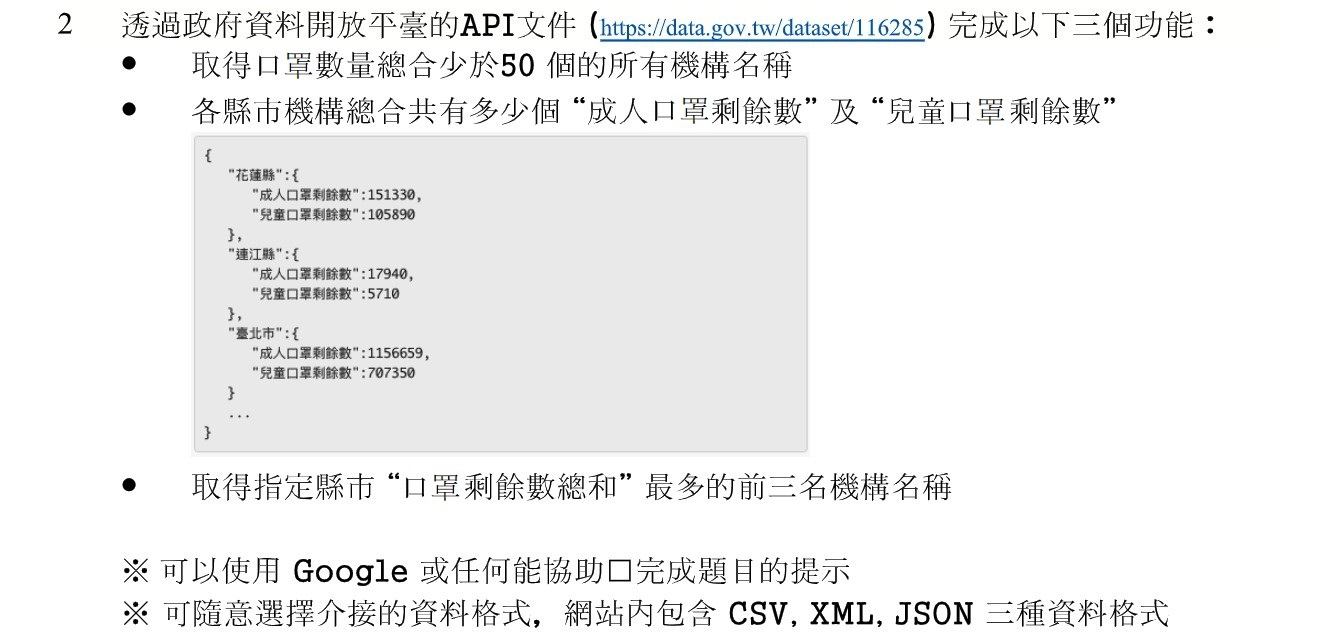 2 透過政府資料開放平臺的API文件 (https://data.gov.tw/dataset/116285) 完成以下三個功能：
● 取得口罩數量總合少於50 個的所有機構名稱
● 各縣市機構總合共有多少個 “成人口罩剩餘數” 及 “兒童口罩剩餘數”
{
"花蓮縣":{
"成人口罩剩餘數":151330,
"兒童口罩剩餘數":105890
},
"連江縣":{
"成人口罩剩餘數":17940,
"兒童口罩剩餘數":5710
},
"臺北市":{
"成人口罩剩餘數":1156659,
"兒童口罩剩餘數":707350
}
...
}
● 取得指定縣市 “口罩剩餘數總和” 最多的前三名機構名稱
※ 可以使用 Google 或任何能協助□完成題目的提示
※ 可隨意選擇介接的資料格式，網站內包含 CSV, XML, JSON 三種資料格式